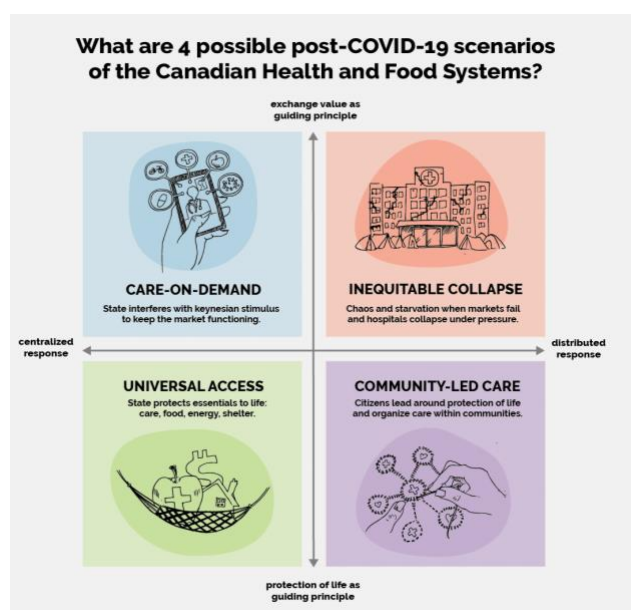 What are 4 possible post-COVID-19 scenarios
of the Canadian Health and Food Systems?
exchange value as
guiding principle
CARE-ON-DEMAND
State interferes with keynesian stimulus
to keep the market functioning.
INEQUITABLE COLLAPSE
Chaos and starvation when markets fail
and hospitals collapse under pressure.
centralized
response
distributed
response
UNIVERSAL ACCESS
State protects essentials to life:
care, food, energy, shelter.
COMMUNITY-LED CARE
Citizens lead around protection of life
and organize care within communities.
protection of life as
guiding principle